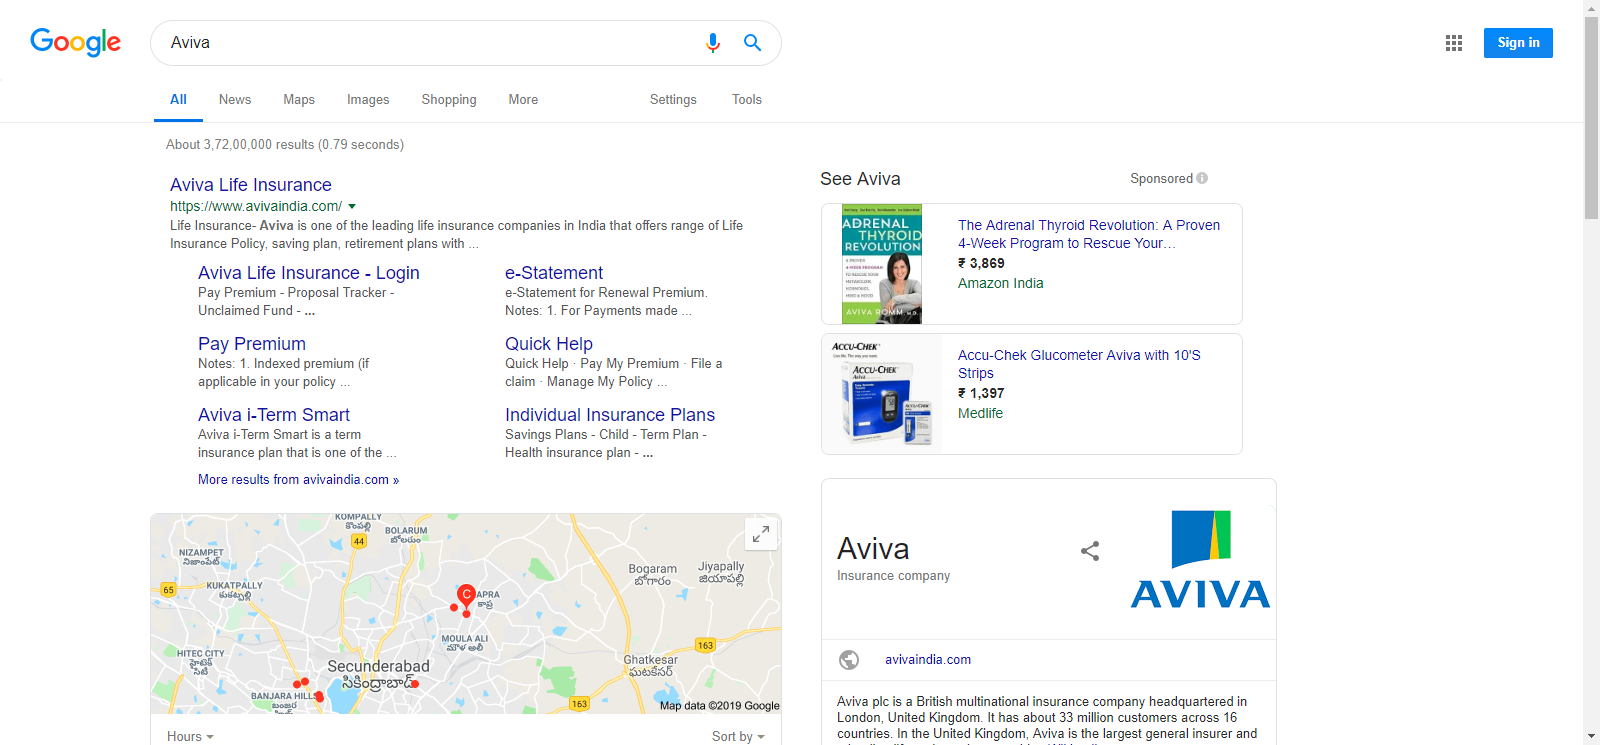 Google
Aviva
Sign in
All
News
Maps
Images
Shopping
More
Settings
Tools
About 3,72,00,000 results (0.79 seconds)
Aviva Life Insurance
https://www.avivaindia.com/
Life Insurance- Aviva is one of the leading life insurance companies in India that offers range of Life
Insurance Policy, saving plan, retirement plans with ...
Aviva Life Insurance - Login
Pay Premium - Proposal Tracker -
Unclaimed Fund - ...
e-Statement
e-Statement for Renewal Premium.
Notes: 1. For Payments made ...
Pay Premium
Notes: 1. Indexed premium (if
applicable in your policy ...
Quick Help
Quick Help · Pay My Premium · File a
claim · Manage My Policy ...
Aviva i-Term Smart
Aviva i-Term Smart is a term
insurance plan that is one of the ...
Individual Insurance Plans
Savings Plans - Child - Term Plan -
Health insurance plan - ...
More results from avivaindia.com »
KOMPALLY
కొంపల్లి
BOLARUM
బోలరుం
44
NIZAMPET
నిజాంపేట్
KUKATPALLY
కుకట్పల్లి
65
C
APRA
కాప్రా
Bogaram
బోగారం
Jiyapally
జియాపల్లి
MOULA ALI
మౌళ అలీ
163
HITEC CITY
హైటెక్
సిటీ
Secunderabad
సికింద్రాబాద్
Ghatkesar
ఘటకేసర్
BANJARA HILLS
బంజర
163
Map data ©2019 Google
Hours
Sort by
See Aviva
Sponsored
ADRENAL
THYROID
REVOLUTION
AVIVA ROMM, M.D.
The Adrenal Thyroid Revolution: A Proven
4-Week Program to Rescue Your…
₹ 3,869
Amazon India
ACCU-CHEK
Live life. The way you want.
ACCU-CHEK
Aviva
ACCU-CHEK
Accu-Chek Glucometer Aviva with 10'S
Strips
₹ 1,397
Medlife
Aviva
Insurance company
AVIVA
avivaindia.com
Aviva plc is a British multinational insurance company headquartered in
London, United Kingdom. It has about 33 million customers across 16
countries. In the United Kingdom, Aviva is the largest general insurer and